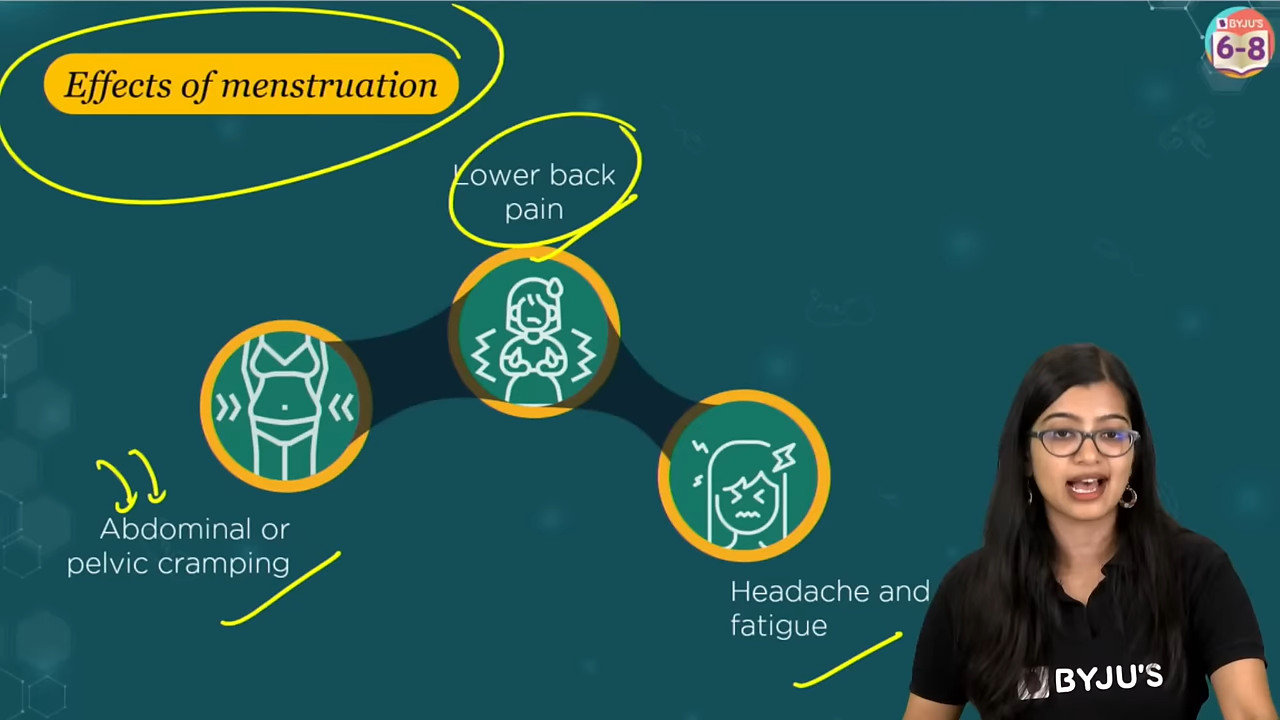 Effects of menstruation
BYJU'S
6-8
Lower back
pain
Abdominal or
pelvic cramping
Headache and
fatigue
BYJU'S